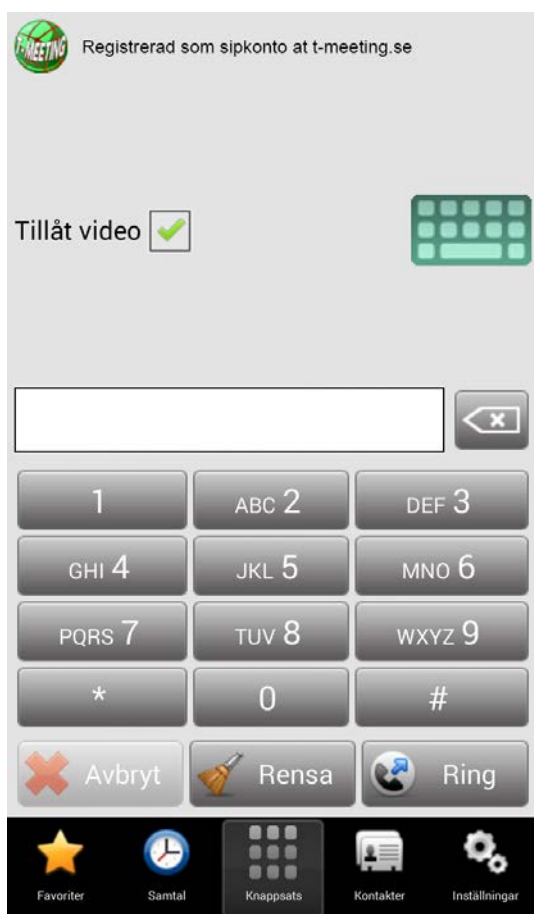 T-MEETING
Registrerad som sipkonto at t-meeting.se
Tillåt video
1 ABC 2 DEF 3
GHI 4 JKL 5 MNO 6
PQRS 7 TUV 8 WXYZ 9
* 0 #
Avbryt Rensa Ring
Favoriter Samtal Knappsats Kontakter Inställningar